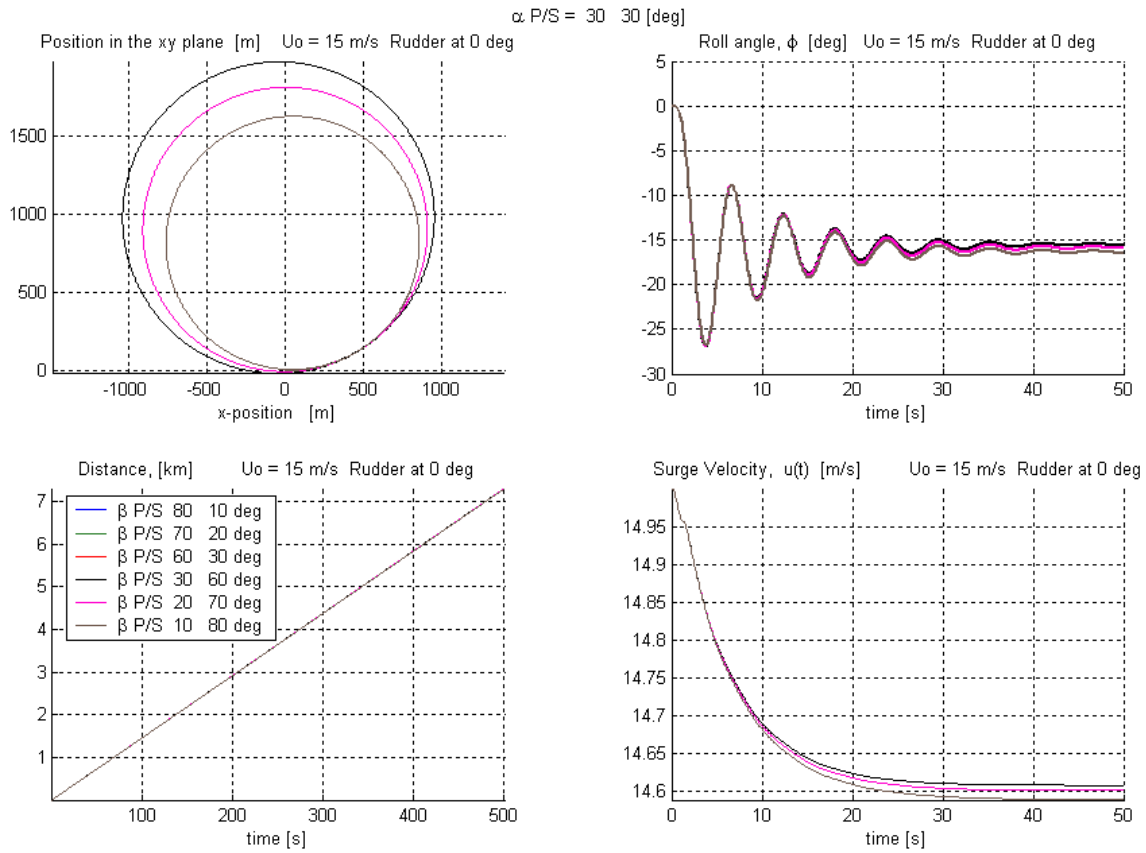 α P/S = 30 30 [deg]
Position in the xy plane [m] Uo = 15 m/s Rudder at 0 deg
1500
1000
500
0
-1000 -500 0 500 1000
x-position [m]
Roll angle, ϕ [deg] Uo = 15 m/s Rudder at 0 deg
5
0
-5
-10
-15
-20
-25
-30
0 10 20 30 40 50
time [s]
Distance, [km] Uo = 15 m/s Rudder at 0 deg
7
6
5
4
3
2
1
β P/S 80 10 deg
β P/S 70 20 deg
β P/S 60 30 deg
β P/S 30 60 deg
β P/S 20 70 deg
β P/S 10 80 deg
100 200 300 400 500
time [s]
Surge Velocity, u(t) [m/s] Uo = 15 m/s Rudder at 0 deg
14.95
14.9
14.85
14.8
14.75
14.7
14.65
14.6
0 10 20 30 40 50
time [s]